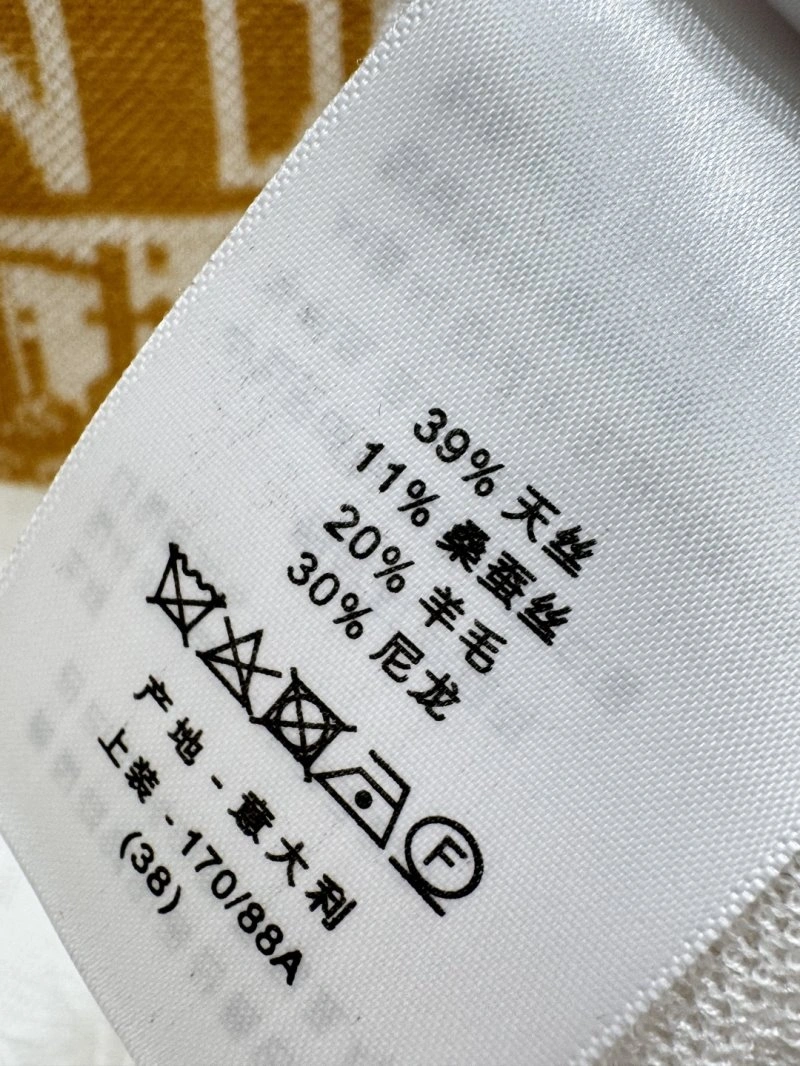 39% 天丝
11% 桑蚕丝
20% 羊毛
30% 尼龙
F
产地 - 意大利
上装 - 170/88A
(38)